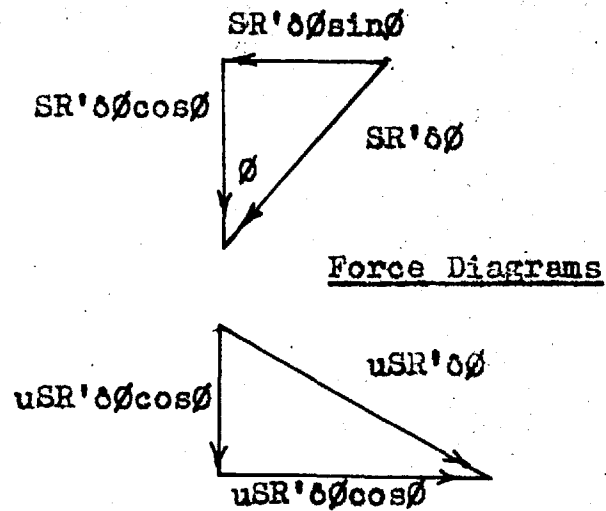 SR'δØsinØ
SR'δØcosØ
SR'δØ
Ø
Force Diagrams
uSR'δØ
uSR'δØcosØ
uSR'δØcosØ